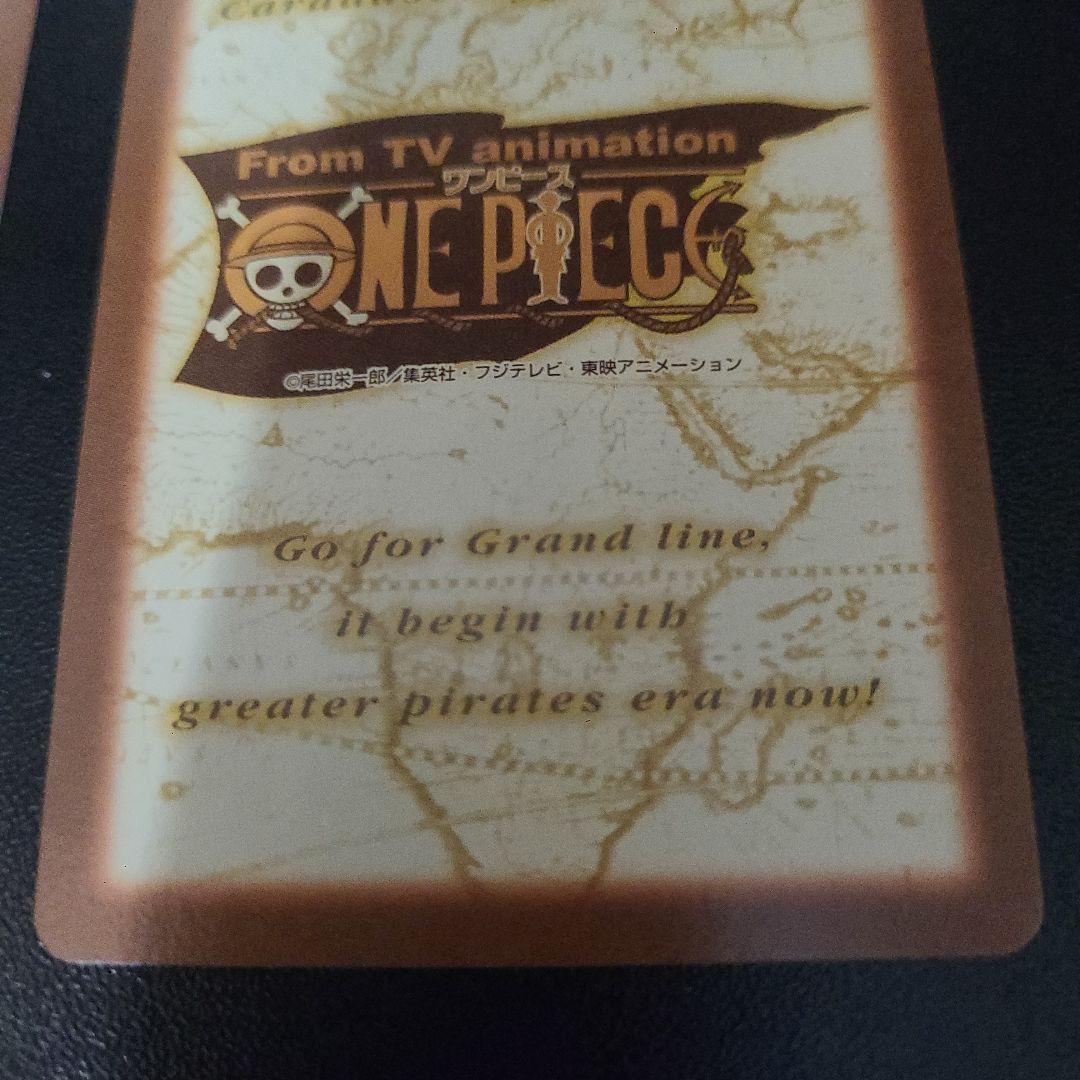 From TV animation
ワンピース
ONE PIECE
©尾田栄一郎／集英社・フジテレビ・東映アニメーション
Go for Grand line,
it begin with
greater pirates era now!